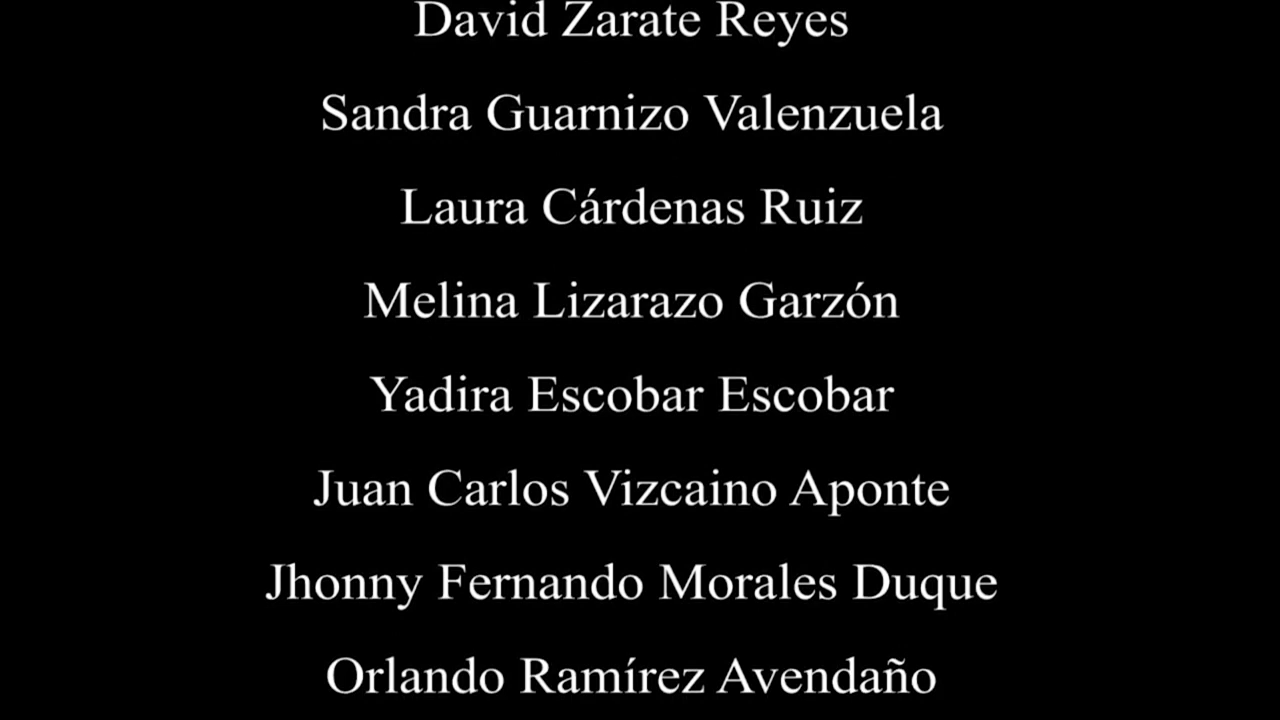 David Zarate Reyes
Sandra Guarnizo Valenzuela
Laura Cárdenas Ruiz
Melina Lizarazo Garzón
Yadira Escobar Escobar
Juan Carlos Vizcaino Aponte
Jhonny Fernando Morales Duque
Orlando Ramírez Avendaño